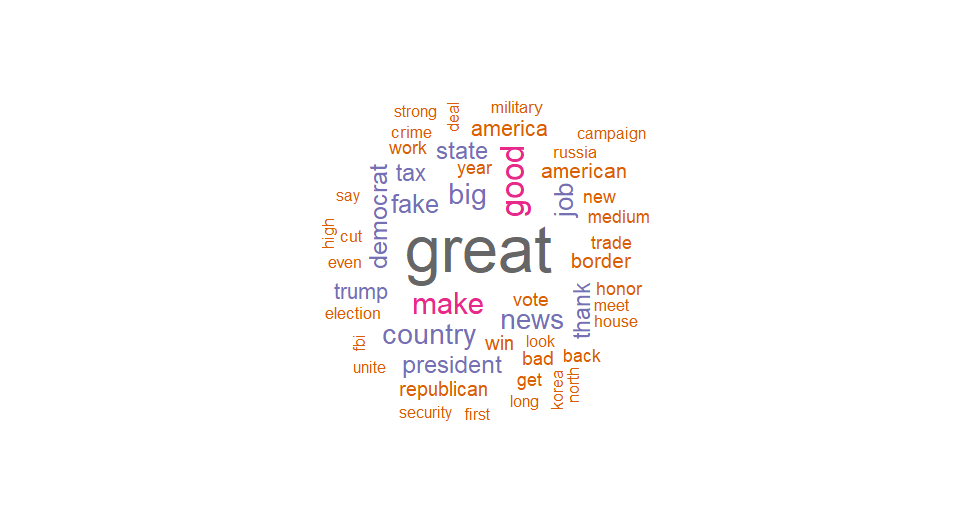 strong
deal
military
crime
america
campaign
work
state
good
russia
tax
year
american
democrat
fake
big
job
new
say
medium
high
cut
great
trade
even
border
trump
make
vote
thank
honor
election
news
meet
house
fbi
country
win
look
unite
president
bad
back
republican
get
korea
north
long
security
first